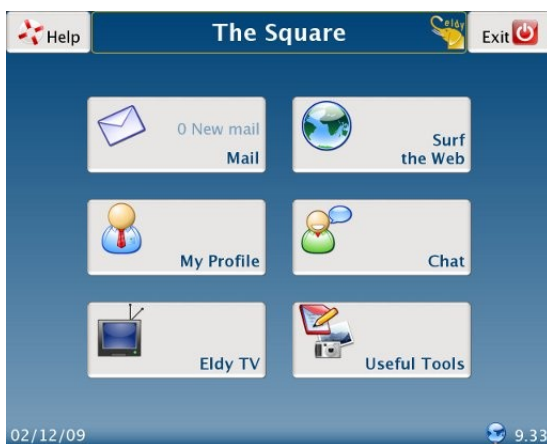 Help
The Square
Eldy
Exit
0 New mail
Mail
Surf
the Web
My Profile
Chat
Eldy TV
Useful Tools
02/12/09
9.33